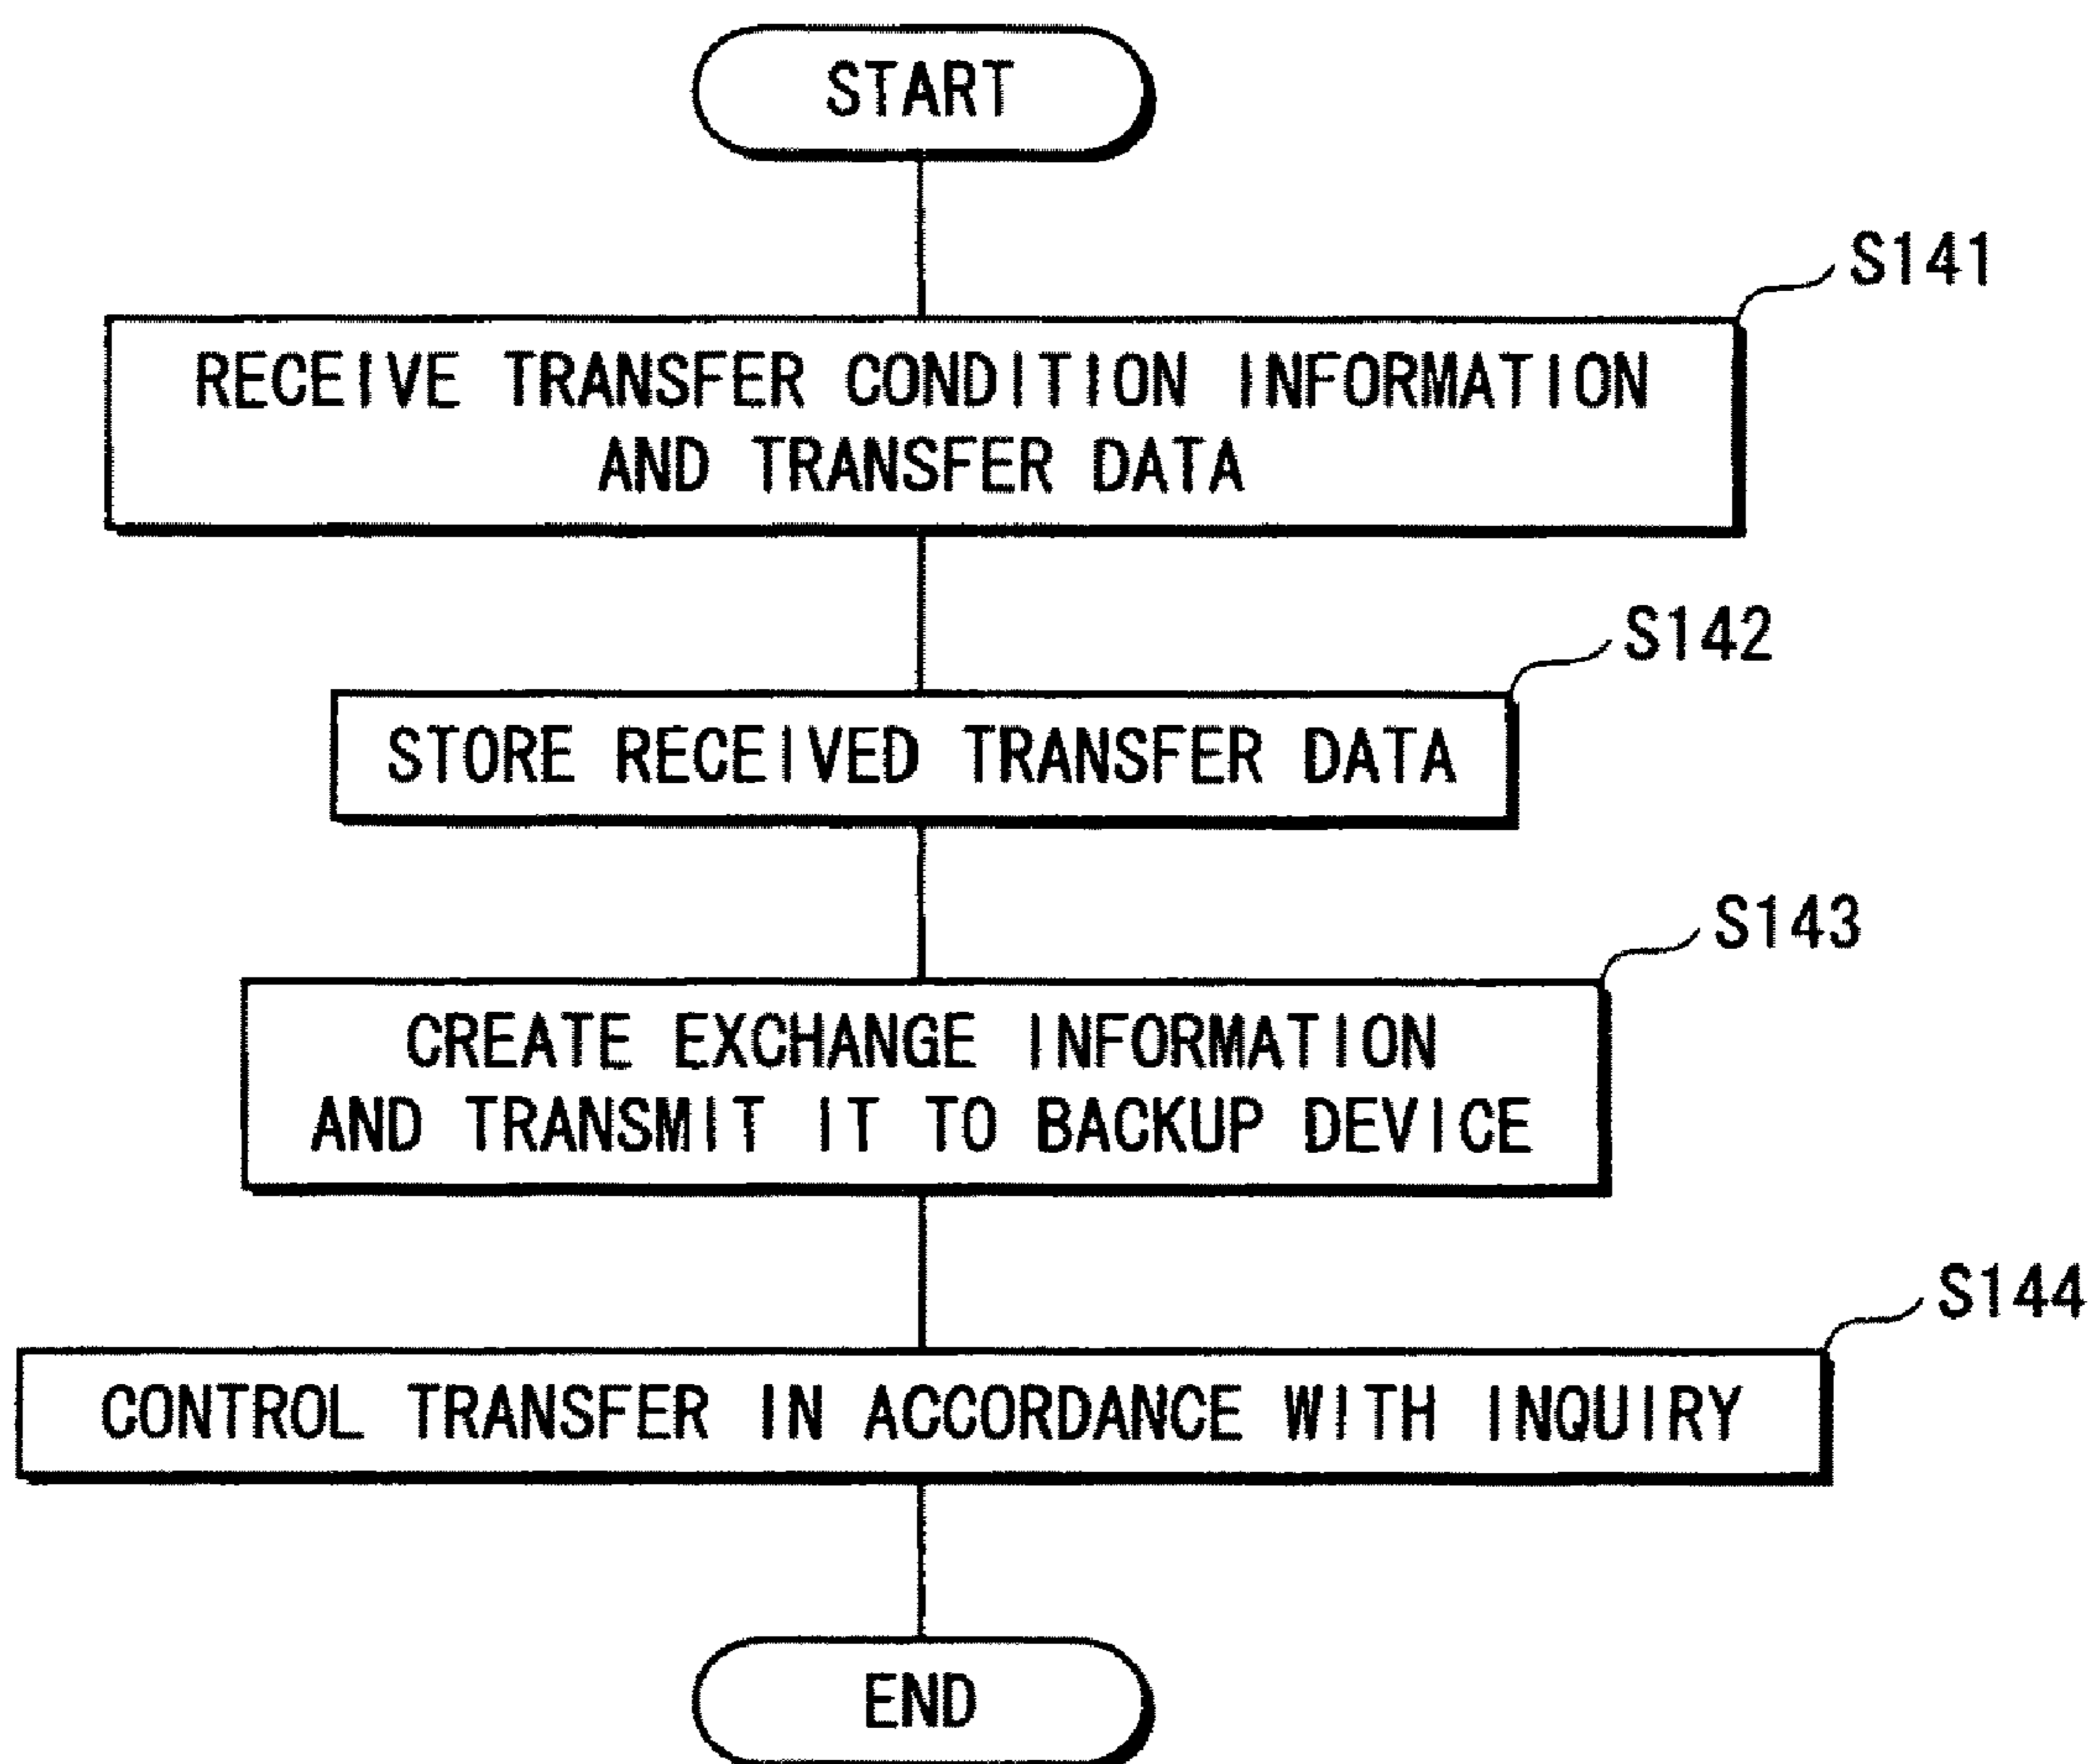 START
S141
RECEIVE TRANSFER CONDITION INFORMATION
AND TRANSFER DATA
S142
STORE RECEIVED TRANSFER DATA
S143
CREATE EXCHANGE INFORMATION
AND TRANSMIT IT TO BACKUP DEVICE
S144
CONTROL TRANSFER IN ACCORDANCE WITH INQUIRY
END